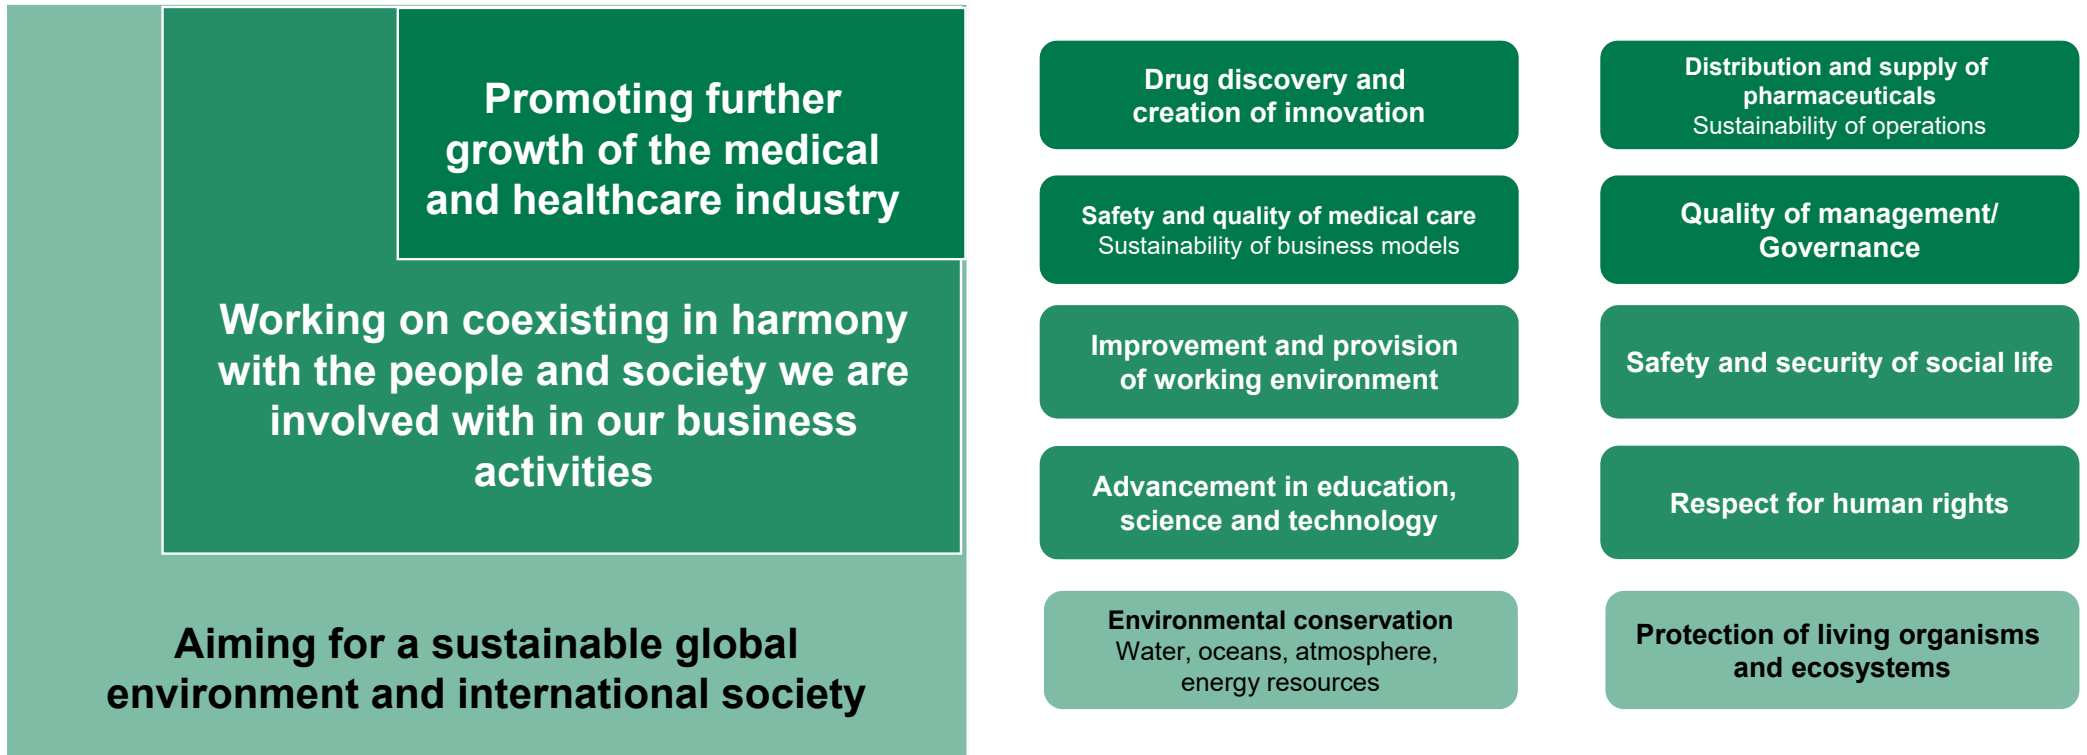 Promoting further
growth of the medical
and healthcare industry
Working on coexisting in harmony
with the people and society we are
involved with in our business
activities
Aiming for a sustainable global
environment and international society
Drug discovery and
creation of innovation
Distribution and supply of
pharmaceuticals
Sustainability of operations
Safety and quality of medical care
Sustainability of business models
Quality of management/
Governance
Improvement and provision
of working environment
Safety and security of social life
Advancement in education,
science and technology
Respect for human rights
Environmental conservation
Water, oceans, atmosphere,
energy resources
Protection of living organisms
and ecosystems